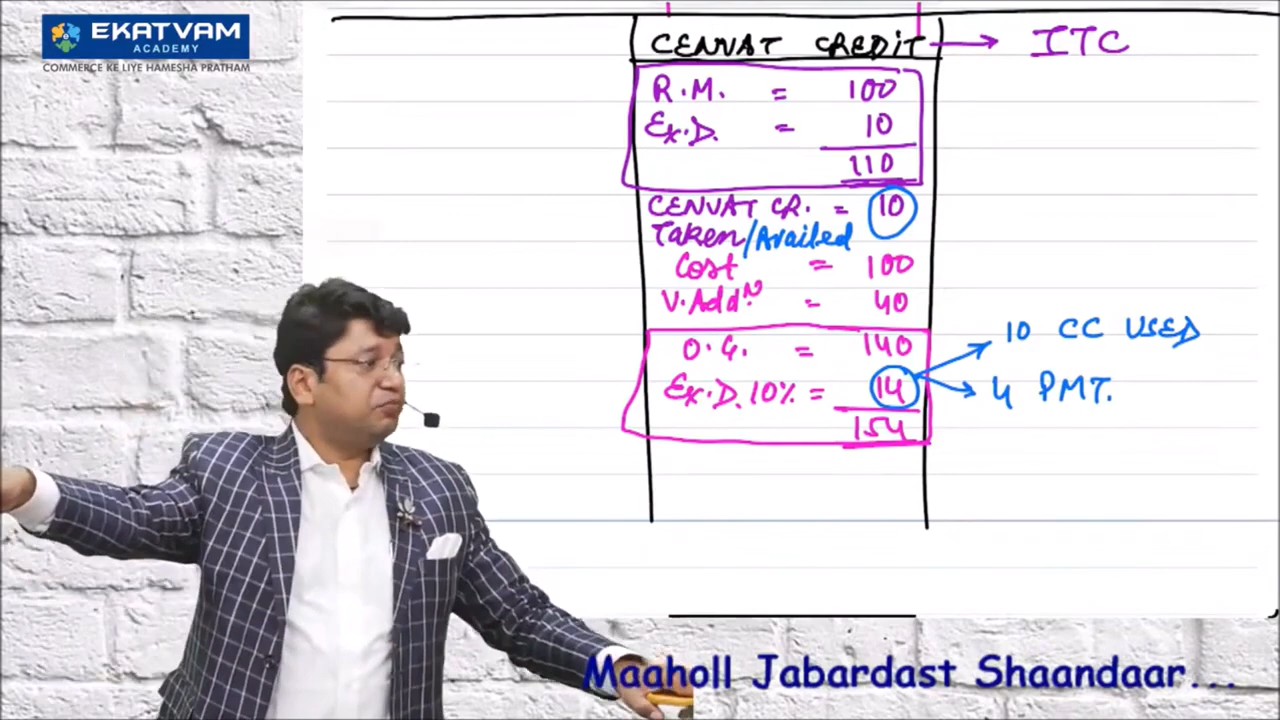 EKATVAM
ACADEMY
COMMERCE KE LIYE HAMESHA PRATHAM
CENVAT CREDIT → ITC
R.M. = 100
Ex.D. = 10
110
CENVAT CR. = 10
Taken/Availed
Cost = 100
V.Addⁿ. = 40
O.G. = 140
Ex.D. 10% = 14
154
10 CC USED
4 PMT.
Maaholl Jabardast Shaandaar...